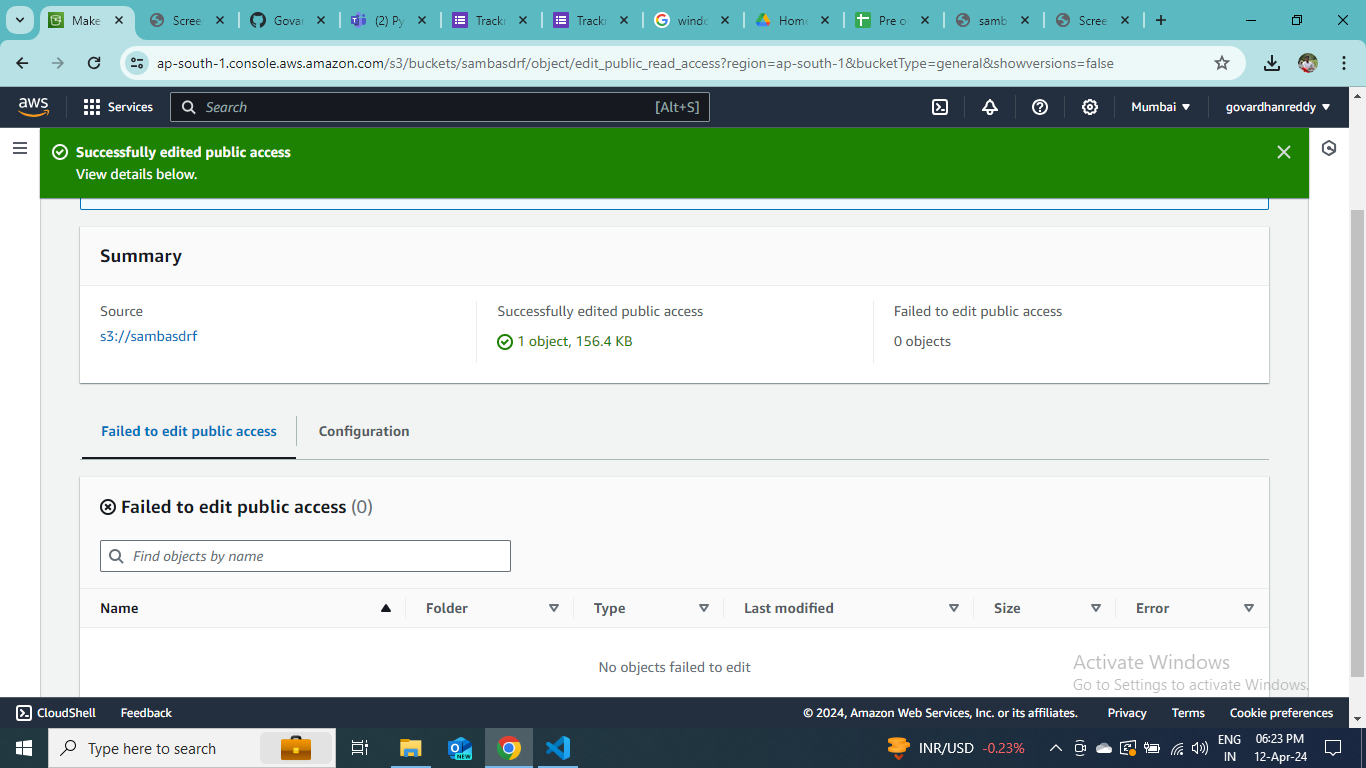 Make
Scree
Govar
(2) Py
Trackr
Trackr
windo
Home
Pre o
samb
Scree
ap-south-1.console.aws.amazon.com/s3/buckets/sambasdrf/object/edit_public_read_access?region=ap-south-1&bucketType=general&showversions=false
aws
Services
Search
[Alt+S]
Mumbai
govardhanreddy
Successfully edited public access
View details below.
Summary
Source
s3://sambasdrf
Successfully edited public access
1 object, 156.4 KB
Failed to edit public access
0 objects
Failed to edit public access
Configuration
Failed to edit public access (0)
Find objects by name
Name Folder Type Last modified Size Error
No objects failed to edit
Activate Windows
Go to Settings to activate Windows.
CloudShell Feedback © 2024, Amazon Web Services, Inc. or its affiliates. Privacy Terms Cookie preferences
Type here to search
NEW
INR/USD -0.23%
ENG
IN
06:23 PM
12-Apr-24